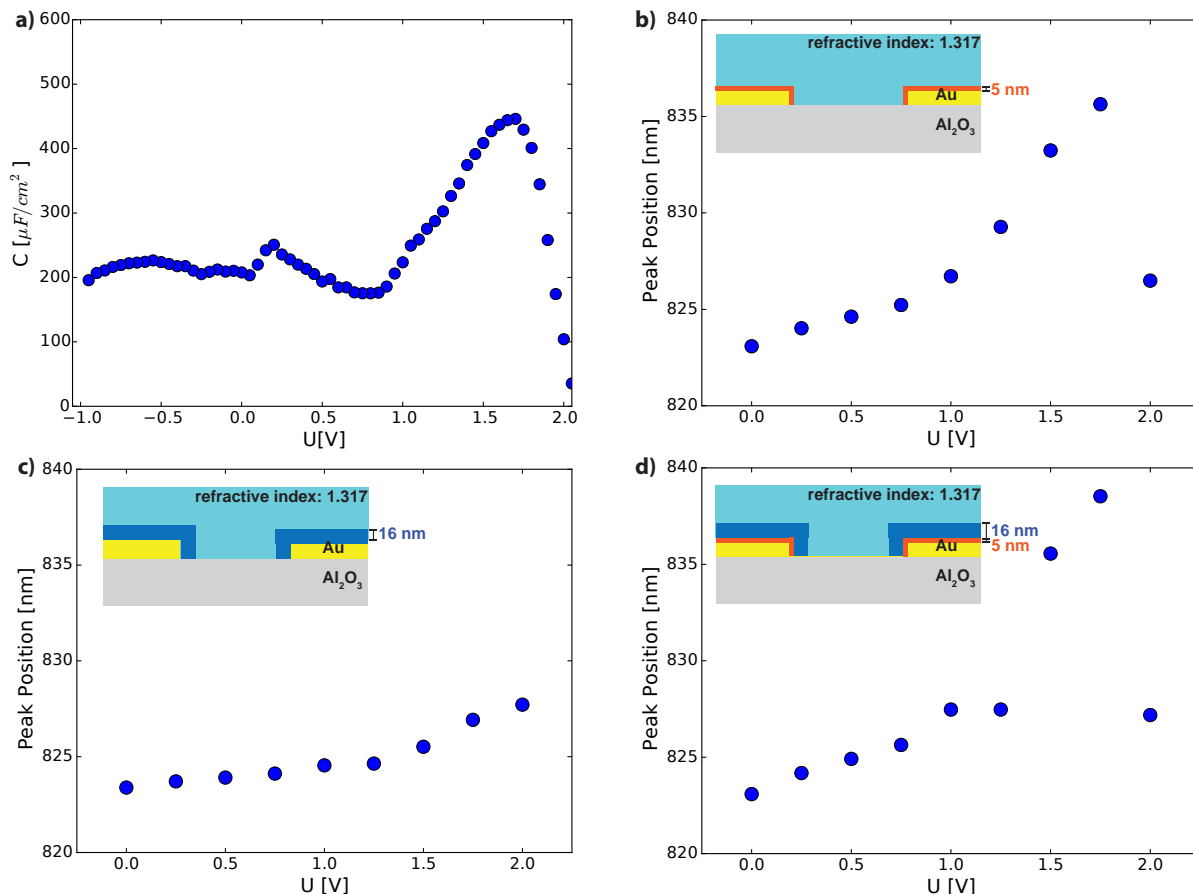 a)
600
500
400
300
200
100
0
C [μF/cm²]
−1.0 −0.5 0.0 0.5 1.0 1.5 2.0
U[V]
b)
840
835
830
825
820
Peak Position [nm]
refractive index: 1.317
5 nm
Au
Al₂O₃
0.0 0.5 1.0 1.5 2.0
U [V]
c)
840
835
830
825
820
Peak Position [nm]
refractive index: 1.317
16 nm
Au
Al₂O₃
0.0 0.5 1.0 1.5 2.0
U [V]
d)
840
835
830
825
820
Peak Position [nm]
refractive index: 1.317
16 nm
5 nm
Au
Al₂O₃
0.0 0.5 1.0 1.5 2.0
U [V]